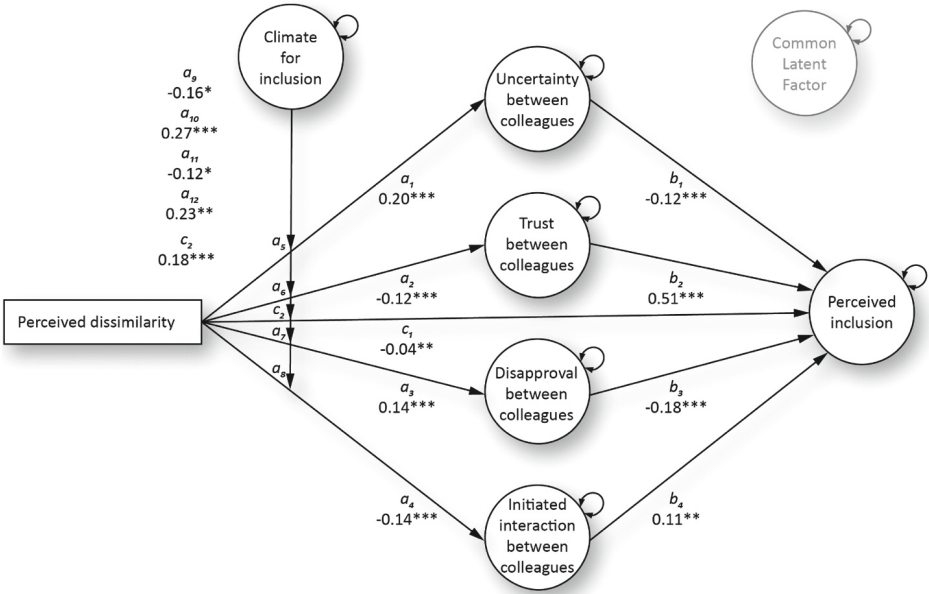 Climate
for
inclusion
Common
Latent
Factor
a9
-0.16*
a10
0.27***
a11
-0.12*
a12
0.23**
c2
0.18***
Uncertainty
between
colleagues
a1
0.20***
b1
-0.12***
a5
Trust
between
colleagues
a2
-0.12***
b2
0.51***
a6
c2
a7
a8
Perceived dissimilarity
c1
-0.04**
Perceived
inclusion
Disapproval
between
colleagues
a3
0.14***
b3
-0.18***
Initiated
interaction
between
colleagues
a4
-0.14***
b4
0.11**